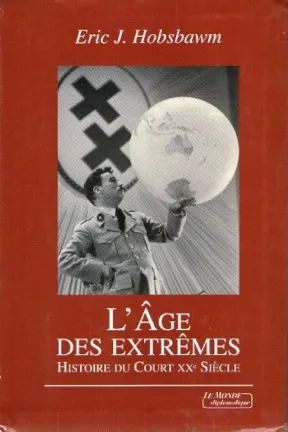 Eric J. Hobsbawm
L'ÂGE
DES EXTRÊMES
HISTOIRE DU COURT XXe SIÈCLE
LE MONDE
diplomatique